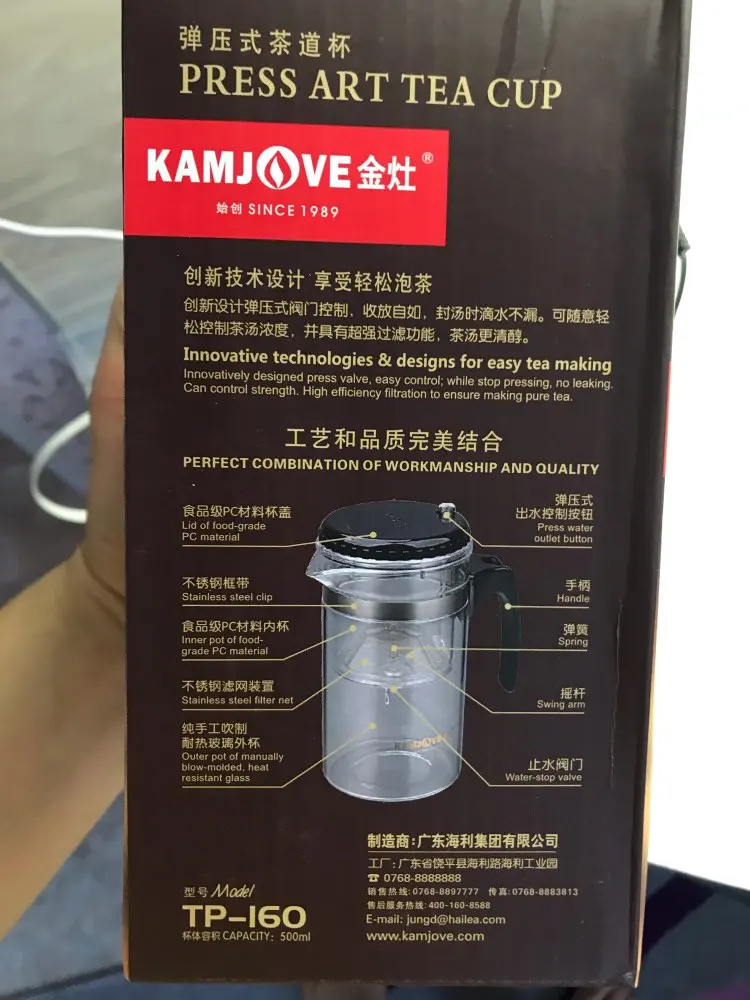 弹压式茶道杯
PRESS ART TEA CUP
KAMJOVE金灶®
始创 SINCE 1989
创新技术设计 享受轻松泡茶
创新设计弹压式阀门控制，收放自如，封汤时滴水不漏。可随意轻
松控制茶汤浓度，并具有超强过滤功能，茶汤更清醇。
Innovative technologies & designs for easy tea making
Innovatively designed press valve, easy control; while stop pressing, no leaking.
Can control strength. High efficiency filtration to ensure making pure tea.
工艺和品质完美结合
PERFECT COMBINATION OF WORKMANSHIP AND QUALITY
食品级PC材料杯盖
Lid of food-grade
PC material
不锈钢框带
Stainless steel clip
食品级PC材料内杯
Inner pot of food-
grade PC material
不锈钢滤网装置
Stainless steel filter net
纯手工吹制
耐热玻璃外杯
Outer pot of manually
blow-molded, heat
resistant glass
弹压式
出水控制按钮
Press water
outlet button
手柄
Handle
弹簧
Spring
摇杆
Swing arm
止水阀门
Water-stop valve
KAMJOVE
型号 Model
TP-160
杯体容积 CAPACITY: 500ml
制造商:广东海利集团有限公司
工厂:广东省饶平县海利路海利工业园
☎ 0768-8888888
销售热线:0768-8897777 传真:0768-8883813
售后服务热线:400-160-8588
E-mail: jungd@hailea.com
www.kamjove.com